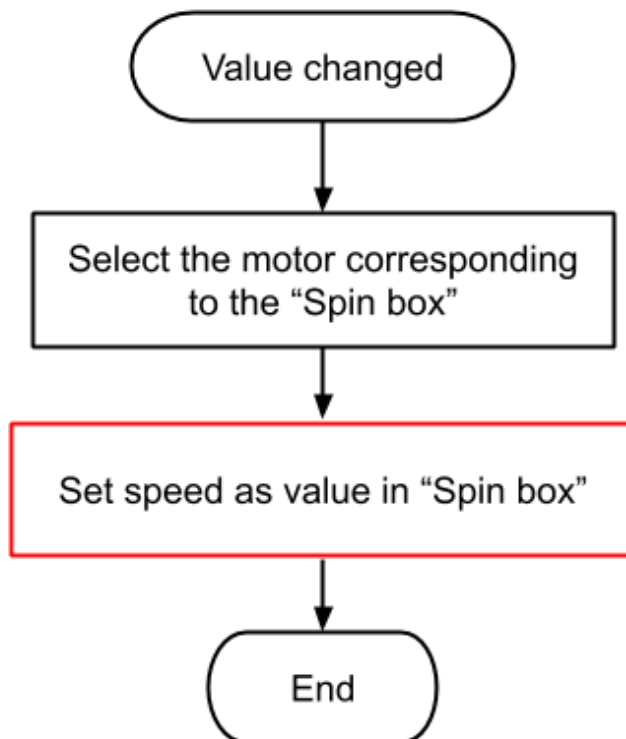 Value changed
Select the motor corresponding
to the “Spin box”
Set speed as value in “Spin box”
End